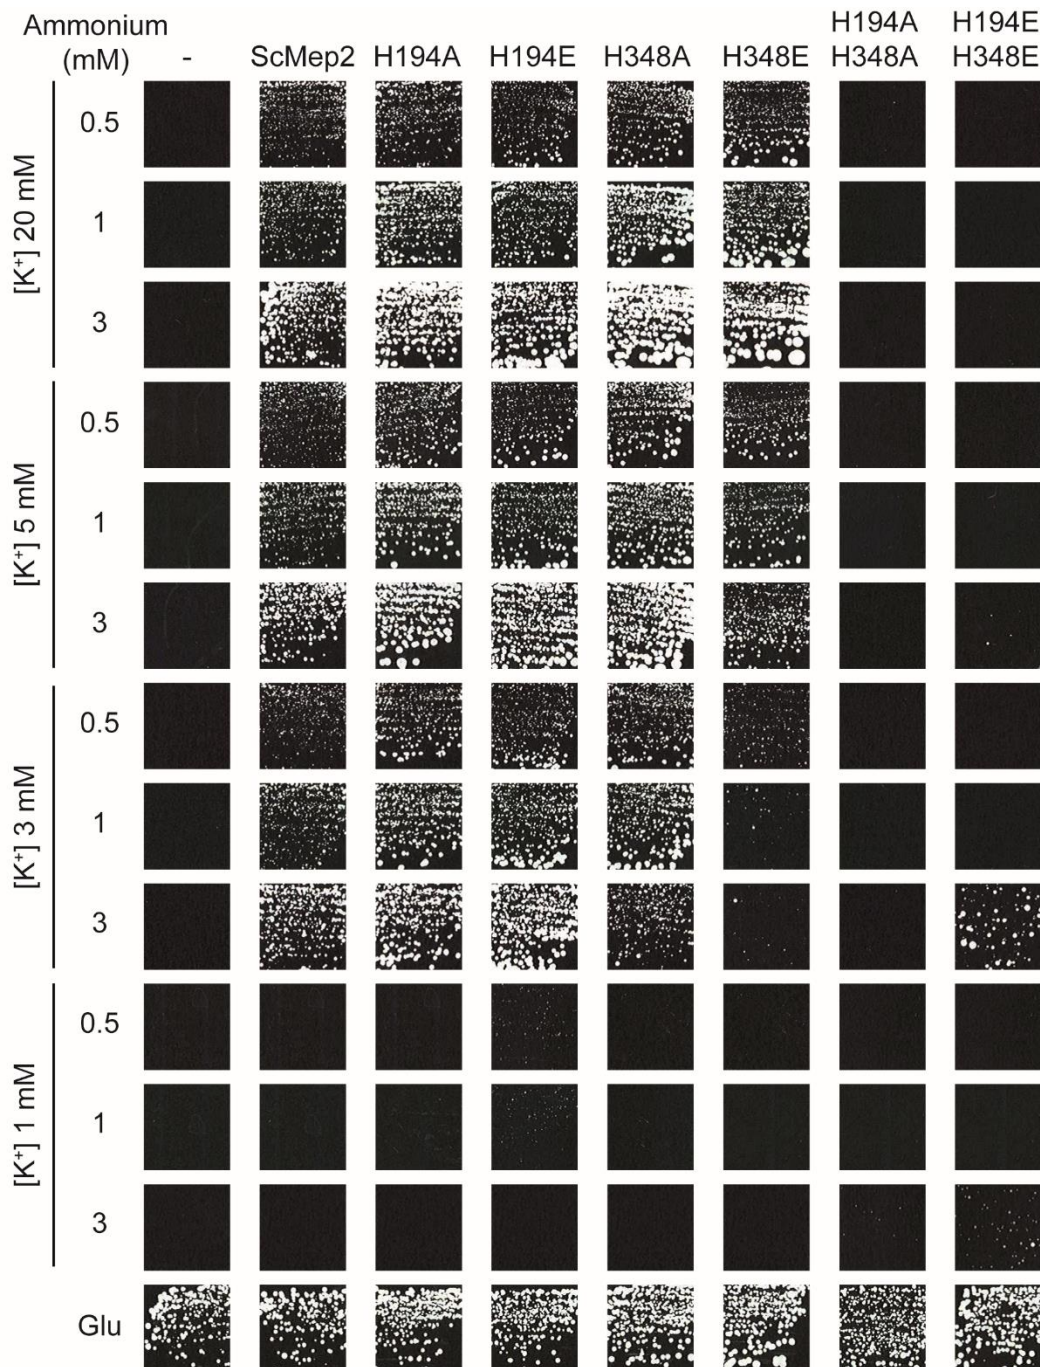 Ammonium
(mM)
-
ScMep2
H194A
H194E
H348A
H348E
H194A
H348A
H194E
H348E
[K⁺] 20 mM
0.5
1
3
[K⁺] 5 mM
0.5
1
3
[K⁺] 3 mM
0.5
1
3
[K⁺] 1 mM
0.5
1
3
Glu